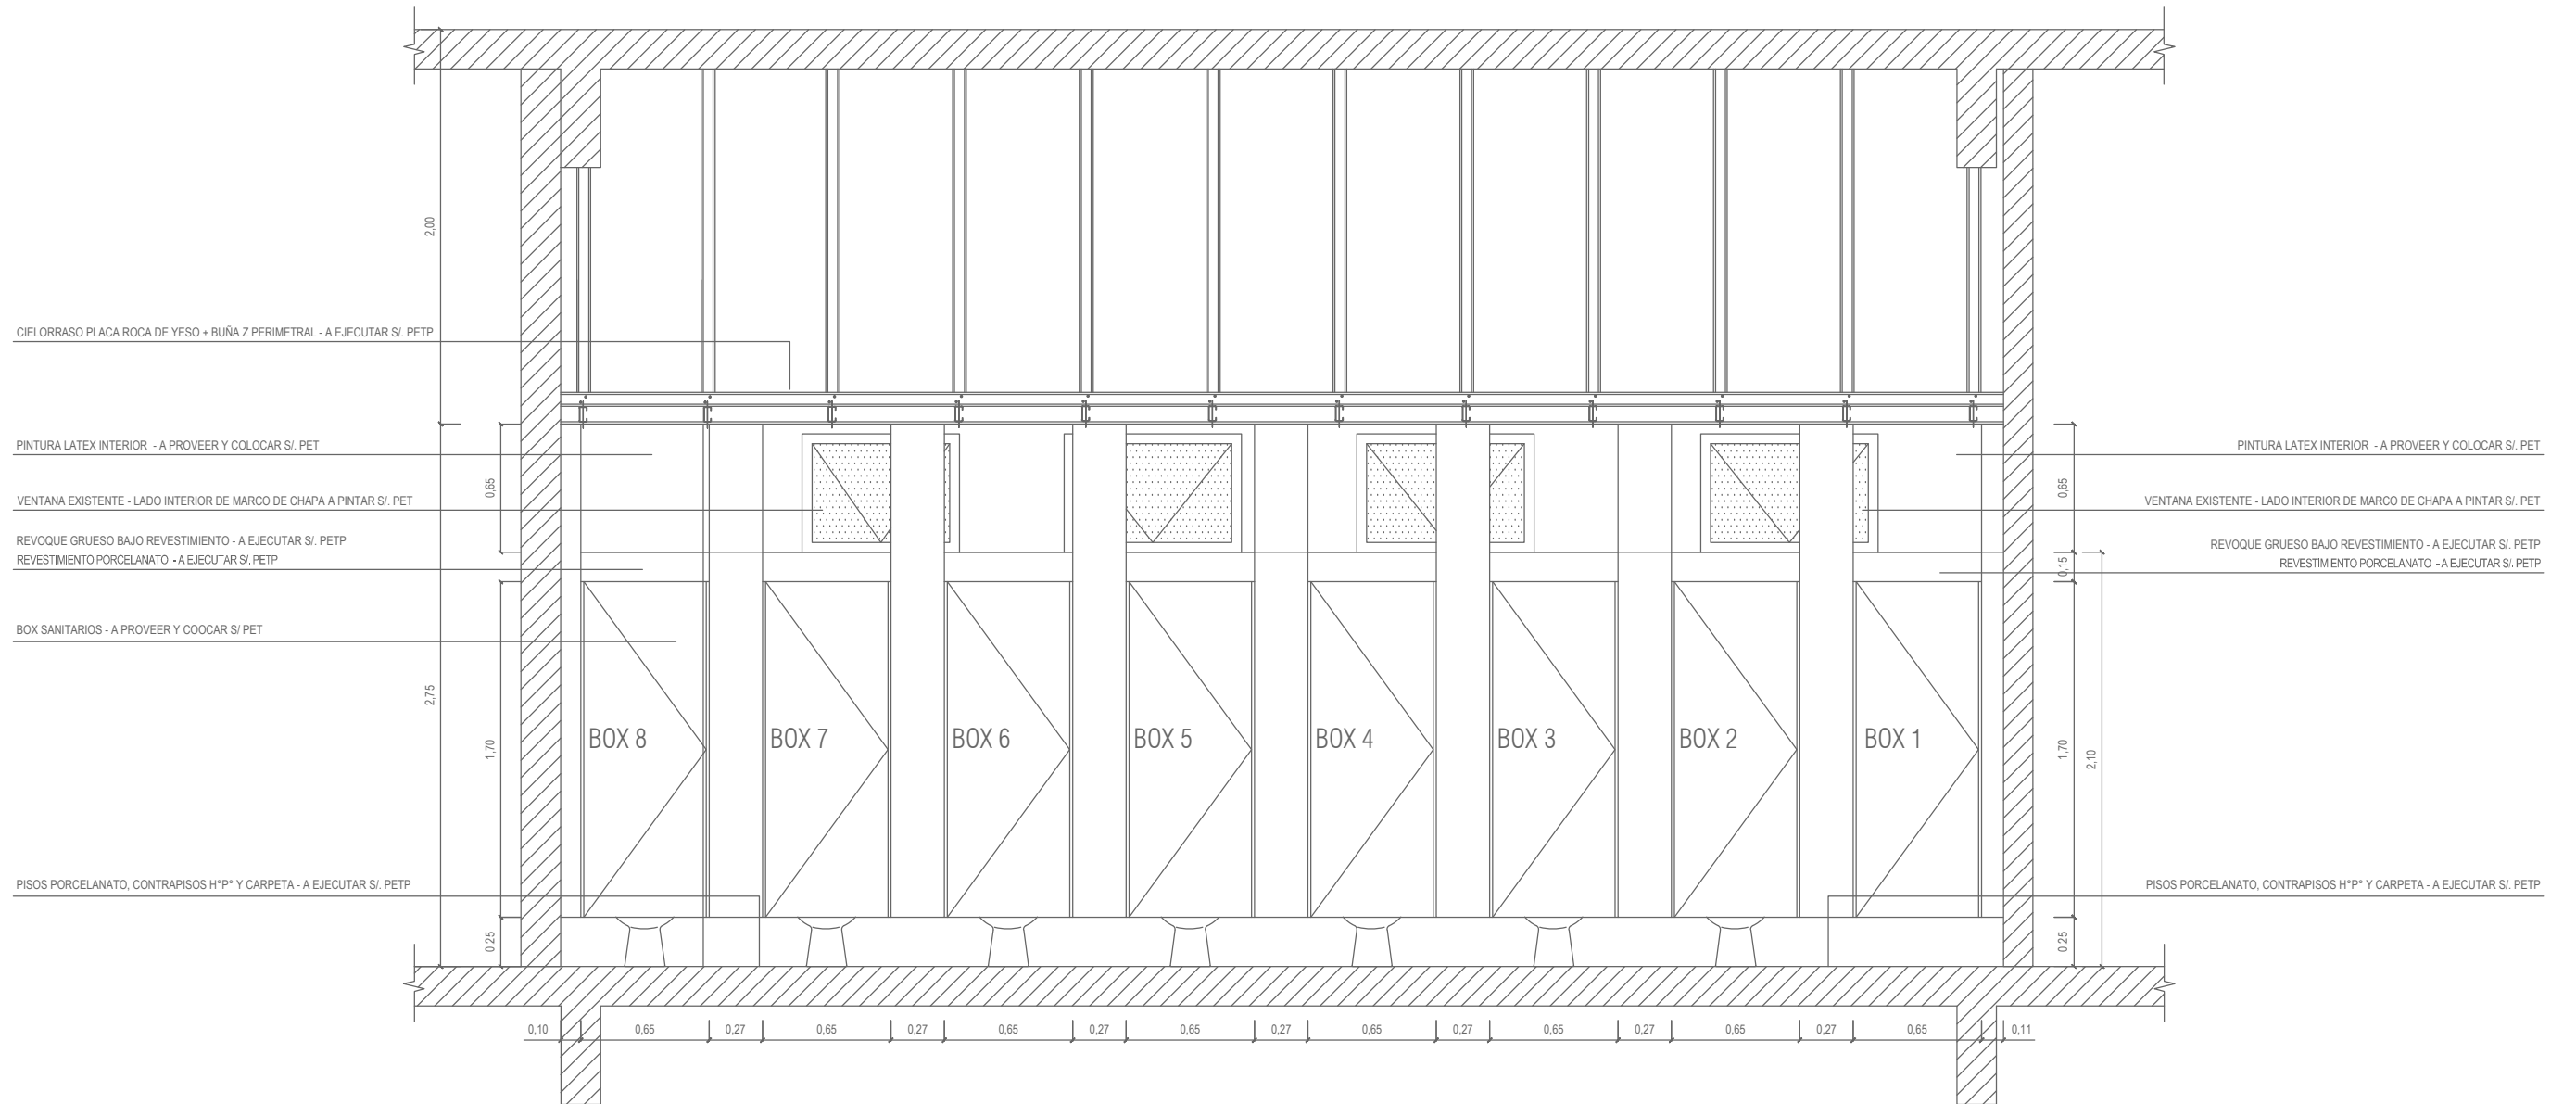 2,00
CIELORRASO PLACA ROCA DE YESO + BUÑA Z PERIMETRAL - A EJECUTAR S/. PETP
PINTURA LATEX INTERIOR - A PROVEER Y COLOCAR S/. PET
PINTURA LATEX INTERIOR - A PROVEER Y COLOCAR S/. PET
0,65
0,65
VENTANA EXISTENTE - LADO INTERIOR DE MARCO DE CHAPA A PINTAR S/. PET
VENTANA EXISTENTE - LADO INTERIOR DE MARCO DE CHAPA A PINTAR S/. PET
REVOQUE GRUESO BAJO REVESTIMIENTO - A EJECUTAR S/. PETP
REVESTIMIENTO PORCELANATO - A EJECUTAR S/. PETP
REVOQUE GRUESO BAJO REVESTIMIENTO - A EJECUTAR S/. PETP
REVESTIMIENTO PORCELANATO - A EJECUTAR S/. PETP
0,15
BOX SANITARIOS - A PROVEER Y COOCAR S/ PET
2,75
1,70
BOX 8 BOX 7 BOX 6 BOX 5 BOX 4 BOX 3 BOX 2 BOX 1
1,70
2,10
PISOS PORCELANATO, CONTRAPISOS H°P° Y CARPETA - A EJECUTAR S/. PETP
PISOS PORCELANATO, CONTRAPISOS H°P° Y CARPETA - A EJECUTAR S/. PETP
0,25
0,25
0,10 0,65 0,27 0,65 0,27 0,65 0,27 0,65 0,27 0,65 0,27 0,65 0,27 0,65 0,27 0,65 0,11